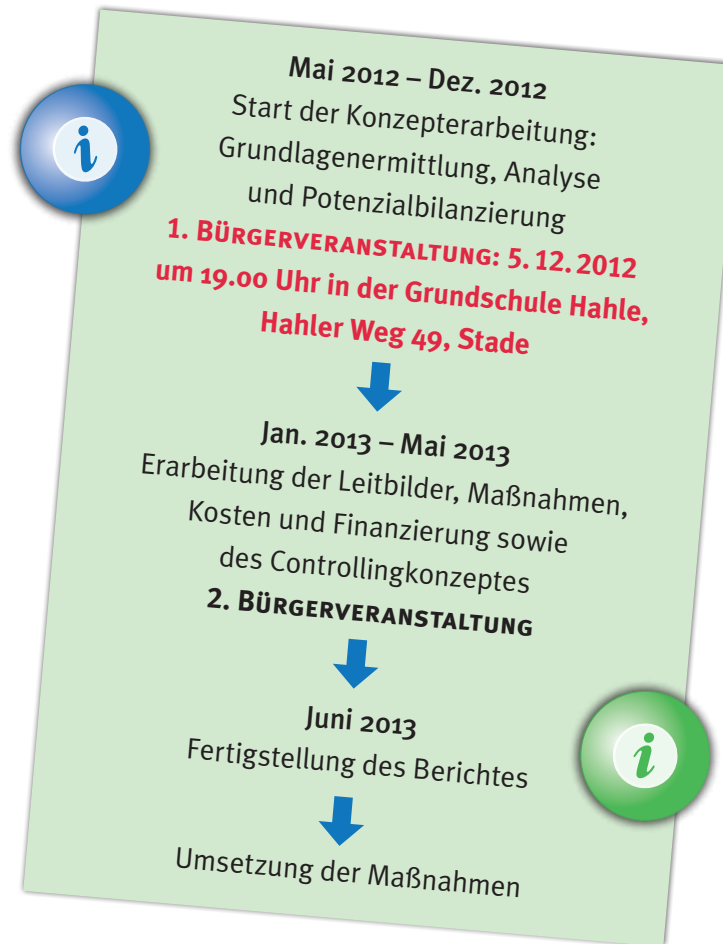 Mai 2012 – Dez. 2012
Start der Konzepterarbeitung:
Grundlagenermittlung, Analyse
und Potenzialbilanzierung
1. BÜRGERVERANSTALTUNG: 5. 12. 2012
um 19.00 Uhr in der Grundschule Hahle,
Hahler Weg 49, Stade
Jan. 2013 – Mai 2013
Erarbeitung der Leitbilder, Maßnahmen,
Kosten und Finanzierung sowie
des Controllingkonzeptes
2. BÜRGERVERANSTALTUNG
Juni 2013
Fertigstellung des Berichtes
Umsetzung der Maßnahmen
i
i